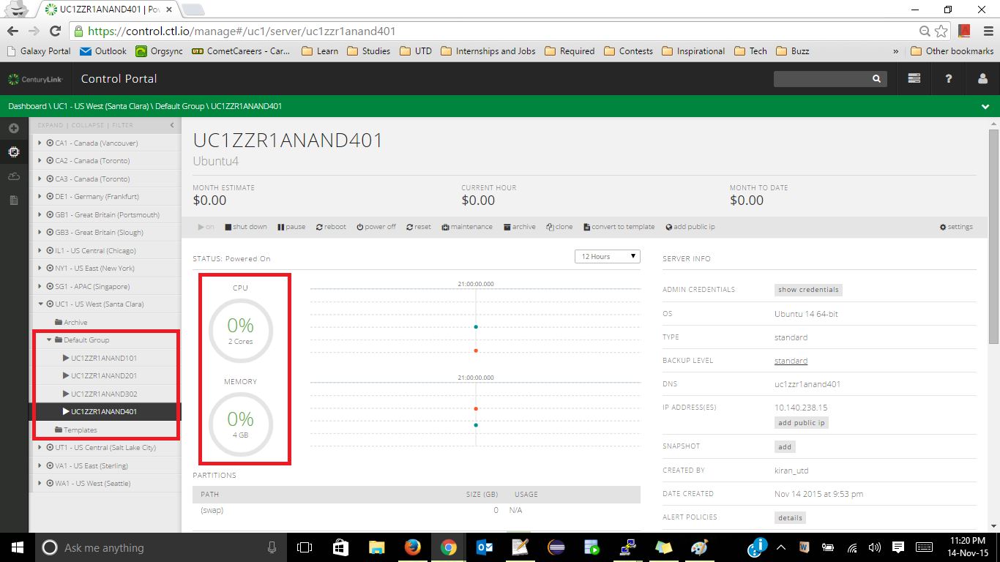 UC1ZZR1ANAND401 | Po
https://control.ctl.io/manage#/uc1/server/uc1zzr1anand401
Galaxy Portal Outlook Orgsync UTD CometCareers - Car... Learn Studies UTD Internships and Jobs Required Contests Inspirational Tech Buzz » Other bookmarks
CenturyLink Control Portal ?
Dashboard \ UC1 - US West (Santa Clara) \ Default Group \ UC1ZZR1ANAND401
EXPAND | COLLAPSE | FILTER
CA1 - Canada (Vancouver)
CA2 - Canada (Toronto)
CA3 - Canada (Toronto)
DE1 - Germany (Frankfurt)
GB1 - Great Britain (Portsmouth)
GB3 - Great Britain (Slough)
IL1 - US Central (Chicago)
NY1 - US East (New York)
SG1 - APAC (Singapore)
UC1 - US West (Santa Clara)
Archive
Default Group
UC1ZZR1ANAND101
UC1ZZR1ANAND201
UC1ZZR1ANAND302
UC1ZZR1ANAND401
Templates
UT1 - US Central (Salt Lake City)
VA1 - US East (Sterling)
WA1 - US West (Seattle)
UC1ZZR1ANAND401
Ubuntu4
MONTH ESTIMATE CURRENT HOUR MONTH TO DATE
$0.00 $0.00 $0.00
on shut down pause reboot power off reset maintenance archive clone convert to template add public ip settings
STATUS: Powered On 12 Hours
CPU
0%
2 Cores
21:00:00.000
MEMORY
0%
4 GB
21:00:00.000
PARTITIONS
PATH SIZE (GB) USAGE
(swap) 0 N/A
SERVER INFO
ADMIN CREDENTIALS show credentials
OS Ubuntu 14 64-bit
TYPE standard
BACKUP LEVEL standard
DNS uc1zzr1anand401
IP ADDRESS(ES) 10.140.238.15
add public ip
SNAPSHOT add
CREATED BY kiran_utd
DATE CREATED Nov 14 2015 at 9:53 pm
ALERT POLICIES details
Ask me anything
11:20 PM
14-Nov-15